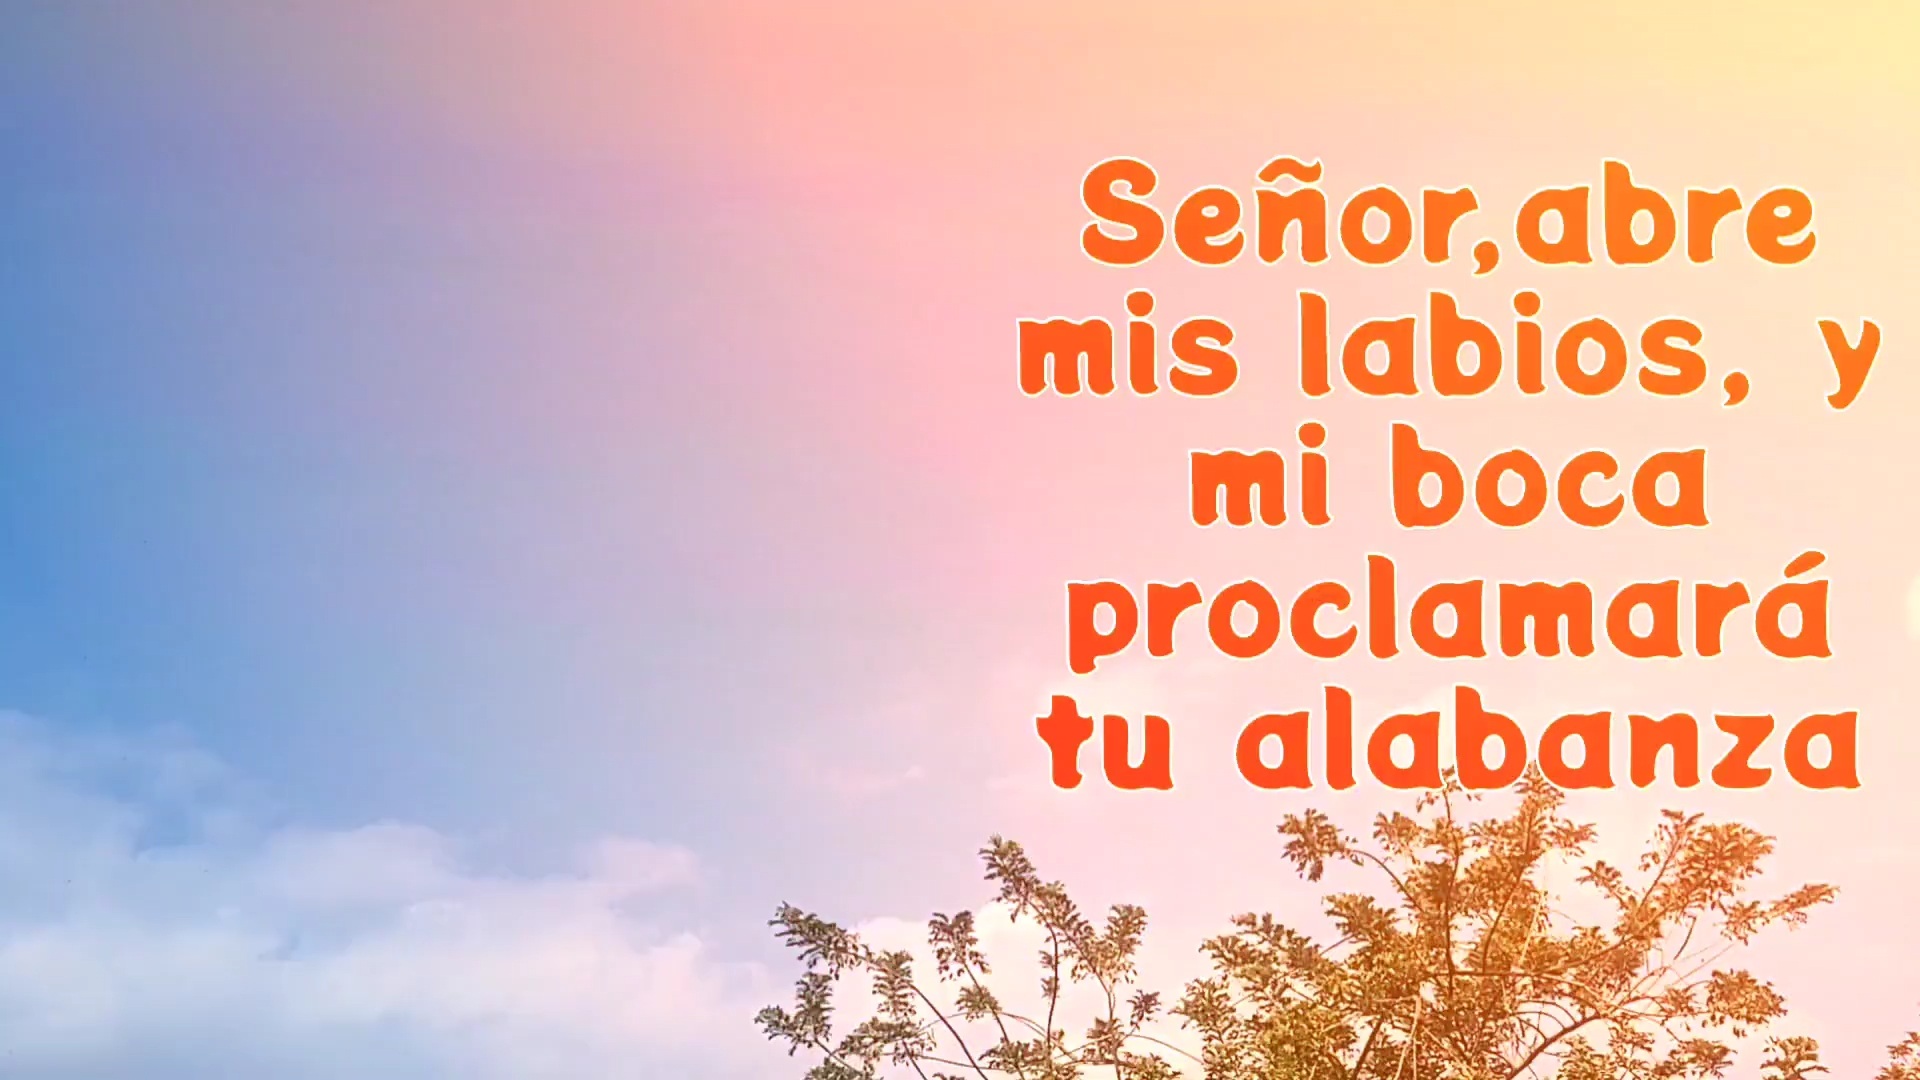 Señor,abre
mis labios, y
mi boca
proclamará
tu alabanza